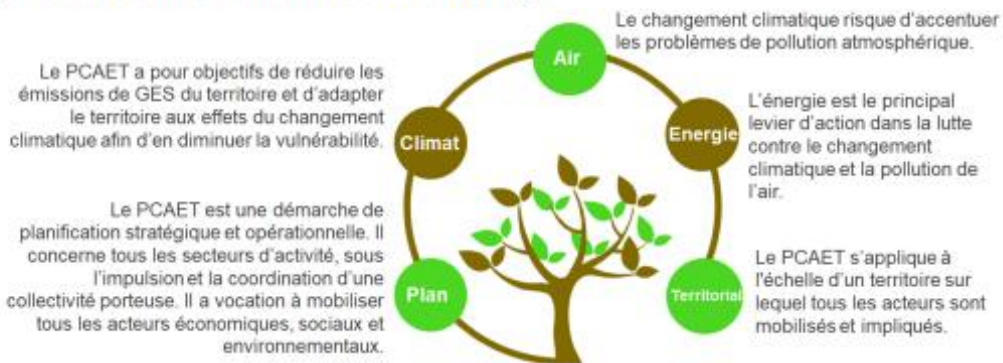 Air
Le changement climatique risque d'accentuer
les problèmes de pollution atmosphérique.
Le PCAET a pour objectifs de réduire les
émissions de GES du territoire et d'adapter
le territoire aux effets du changement
climatique afin d'en diminuer la vulnérabilité.
Climat
Energie
L'énergie est le principal
levier d'action dans la lutte
contre le changement
climatique et la pollution de
l'air.
Le PCAET est une démarche de
planification stratégique et opérationnelle. Il
concerne tous les secteurs d'activité, sous
l'impulsion et la coordination d'une
collectivité porteuse. Il a vocation à mobiliser
tous les acteurs économiques, sociaux et
environnementaux.
Plan
Territorial
Le PCAET s'applique à
l'échelle d'un territoire sur
lequel tous les acteurs sont
mobilisés et impliqués.